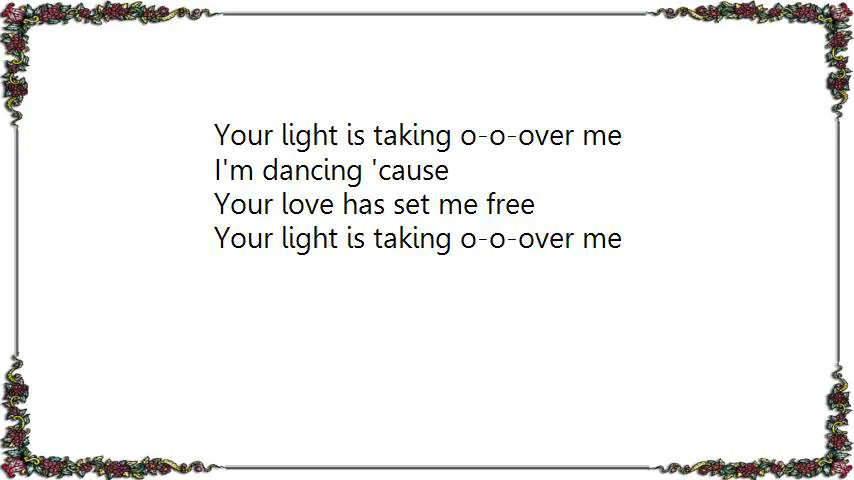 Your light is taking o-o-over me
I'm dancing 'cause
Your love has set me free
Your light is taking o-o-over me